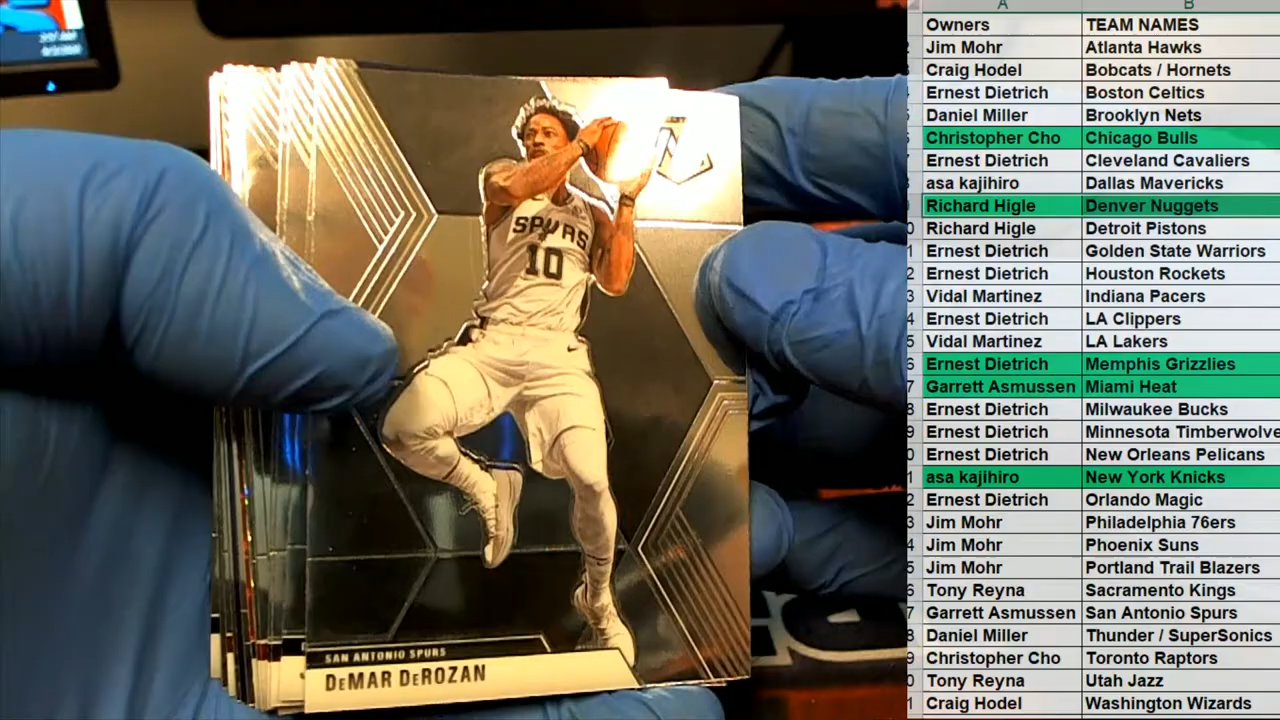 SPURS
10
SAN ANTONIO SPURS
DeMAR DeROZAN
A B
Owners TEAM NAMES
Jim Mohr Atlanta Hawks
Craig Hodel Bobcats / Hornets
Ernest Dietrich Boston Celtics
Daniel Miller Brooklyn Nets
Christopher Cho Chicago Bulls
Ernest Dietrich Cleveland Cavaliers
asa kajihiro Dallas Mavericks
Richard Higle Denver Nuggets
Richard Higle Detroit Pistons
Ernest Dietrich Golden State Warriors
Ernest Dietrich Houston Rockets
Vidal Martinez Indiana Pacers
Ernest Dietrich LA Clippers
Vidal Martinez LA Lakers
Ernest Dietrich Memphis Grizzlies
Garrett Asmussen Miami Heat
Ernest Dietrich Milwaukee Bucks
Ernest Dietrich Minnesota Timberwolve
Ernest Dietrich New Orleans Pelicans
asa kajihiro New York Knicks
Ernest Dietrich Orlando Magic
Jim Mohr Philadelphia 76ers
Jim Mohr Phoenix Suns
Jim Mohr Portland Trail Blazers
Tony Reyna Sacramento Kings
Garrett Asmussen San Antonio Spurs
Daniel Miller Thunder / SuperSonics
Christopher Cho Toronto Raptors
Tony Reyna Utah Jazz
Craig Hodel Washington Wizards